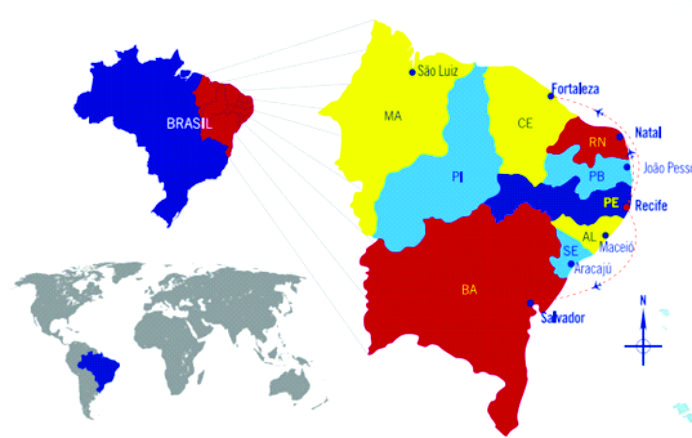 BRASIL
São Luiz
Fortaleza
MA
CE
Natal
RN
João Pesso
PI
PB
PE
Recife
AL
Maceió
SE
Aracajú
BA
Salvador
N